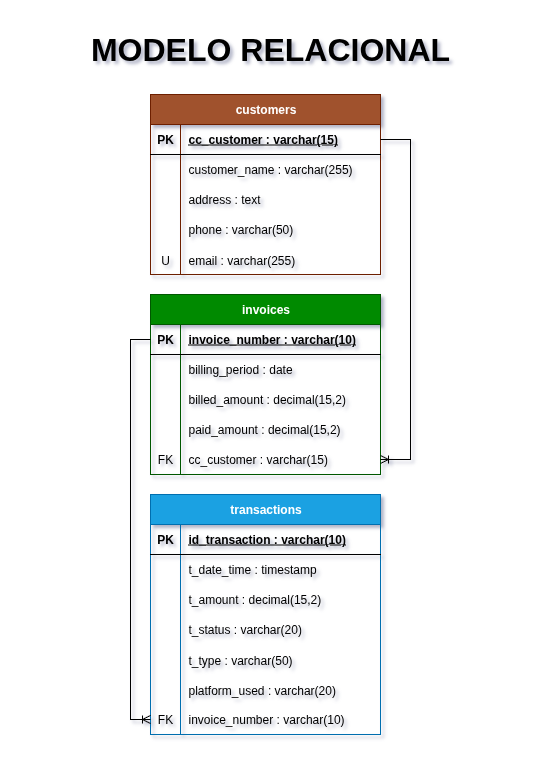 MODELO RELACIONAL
customers
PK cc_customer : varchar(15)
customer_name : varchar(255)
address : text
phone : varchar(50)
U email : varchar(255)
invoices
PK invoice_number : varchar(10)
billing_period : date
billed_amount : decimal(15,2)
paid_amount : decimal(15,2)
FK cc_customer : varchar(15)
transactions
PK id_transaction : varchar(10)
t_date_time : timestamp
t_amount : decimal(15,2)
t_status : varchar(20)
t_type : varchar(50)
platform_used : varchar(20)
FK invoice_number : varchar(10)